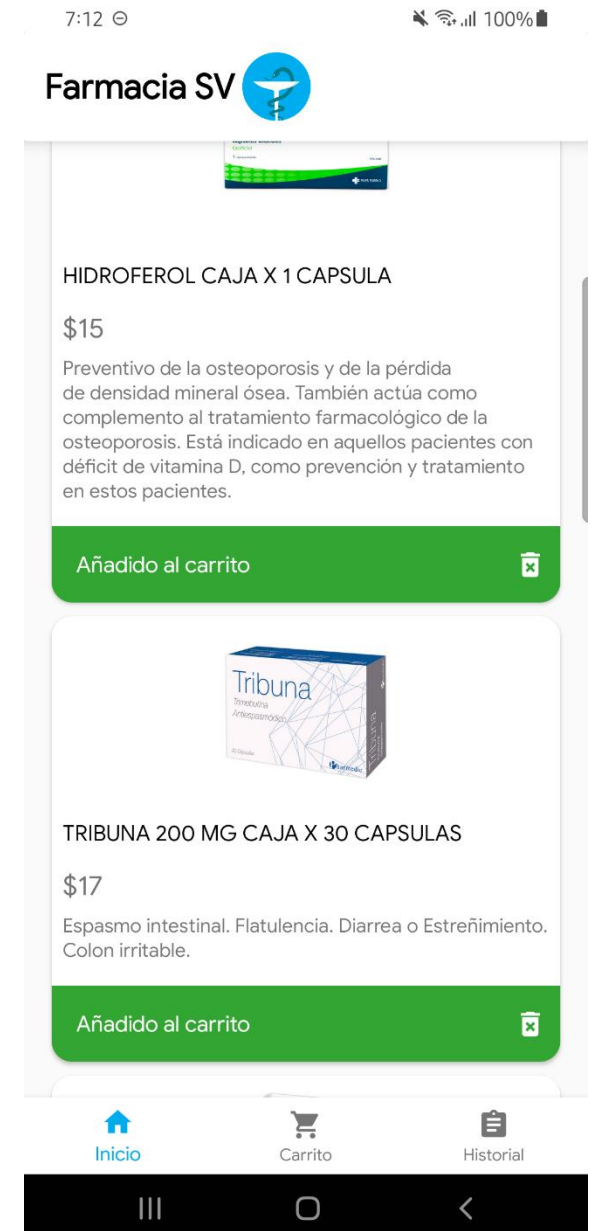 7:12
100%
Farmacia SV
HIDROFEROL CAJA X 1 CAPSULA
$15
Preventivo de la osteoporosis y de la pérdida
de densidad mineral ósea. También actúa como
complemento al tratamiento farmacológico de la
osteoporosis. Está indicado en aquellos pacientes con
déficit de vitamina D, como prevención y tratamiento
en estos pacientes.
Añadido al carrito
Tribuna
Trimebutina
Antiespasmódico
Tribuna
TRIBUNA 200 MG CAJA X 30 CAPSULAS
$17
Espasmo intestinal. Flatulencia. Diarrea o Estreñimiento.
Colon irritable.
Añadido al carrito
Inicio
Carrito
Historial